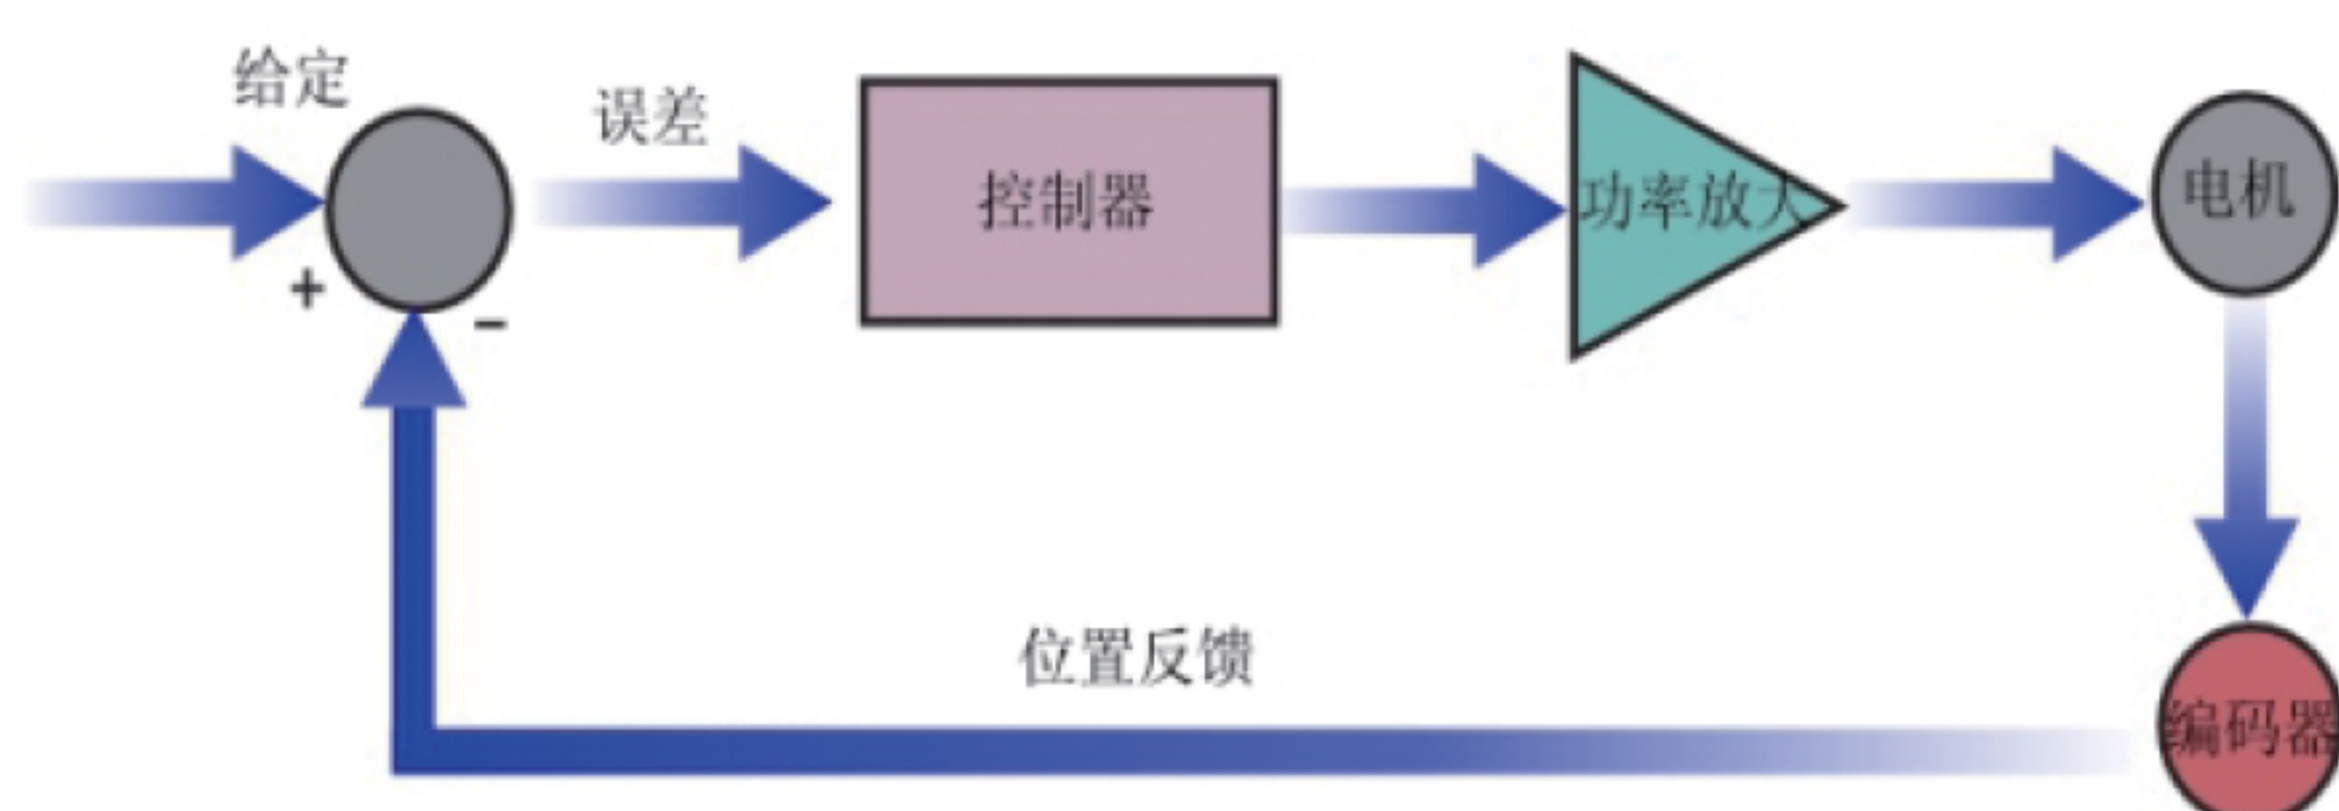 给定
误差
控制器
功率放大
电机
+
-
位置反馈
编码器